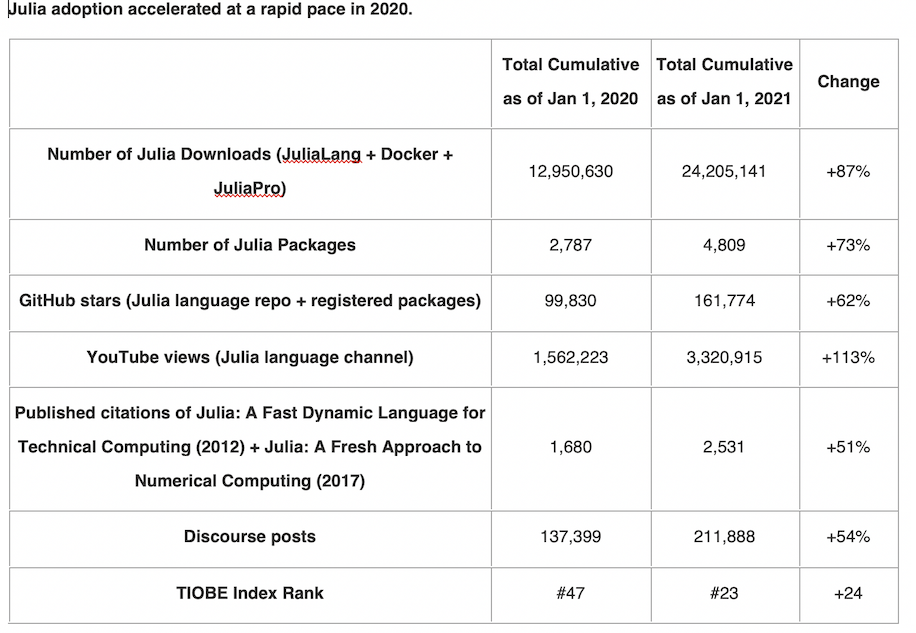 Julia adoption accelerated at a rapid pace in 2020.
Total Cumulative as of Jan 1, 2020
Total Cumulative as of Jan 1, 2021
Change
Number of Julia Downloads (JuliaLang + Docker +
JuliaPro)
12,950,630
24,205,141
+87%
Number of Julia Packages
2,787
4,809
+73%
GitHub stars (Julia language repo + registered packages)
99,830
161,774
+62%
YouTube views (Julia language channel)
1,562,223
3,320,915
+113%
Published citations of Julia: A Fast Dynamic Language for
Technical Computing (2012) + Julia: A Fresh Approach to
Numerical Computing (2017)
1,680
2,531
+51%
Discourse posts
137,399
211,888
+54%
TIOBE Index Rank
#47
#23
+24